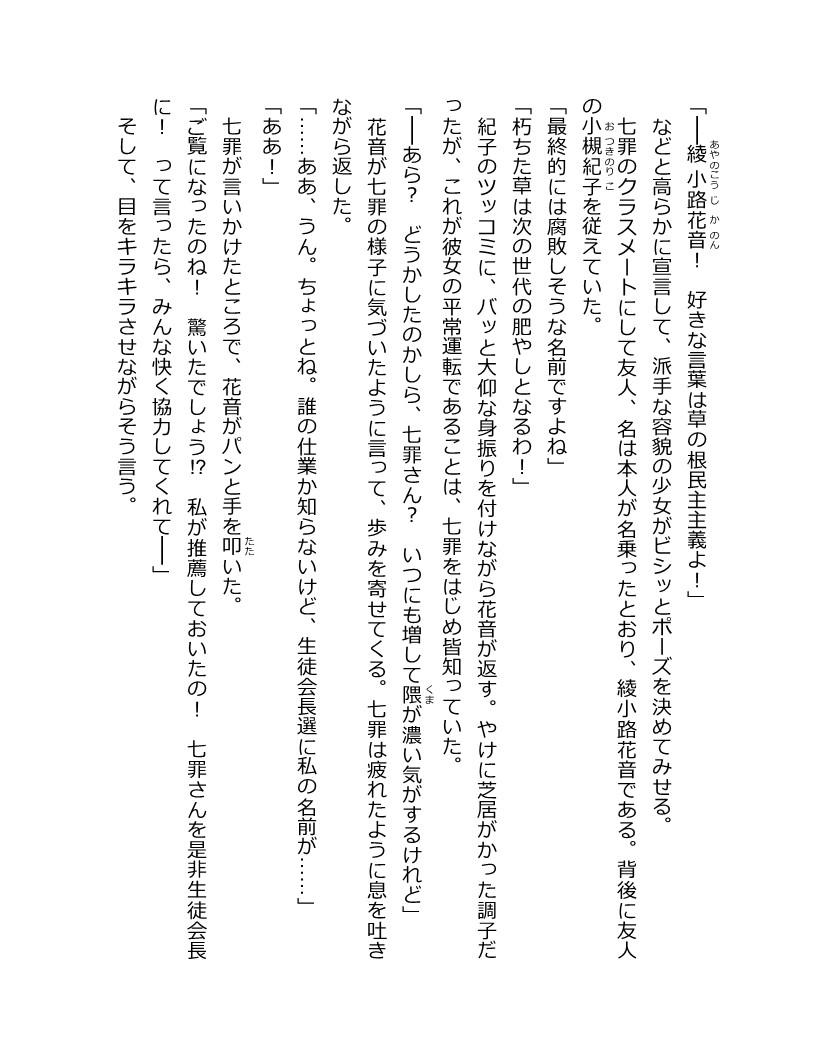 「――綾小路花音！　好きな言葉は草の根民主主義よ！」
　などと高らかに宣言して、派手な容貌の少女がビシッとポーズを決めてみせる。
　七罪のクラスメートにして友人、名は本人が名乗ったとおり、綾小路花音である。背後に友人
の小槻紀子を従えていた。
「最終的には腐敗しそうな名前ですよね」
「朽ちた草は次の世代の肥やしとなるわ！」
　紀子のツッコミに、バッと大仰な身振りを付けながら花音が返す。やけに芝居がかった調子だ
ったが、これが彼女の平常運転であることは、七罪をはじめ皆知っていた。
「――あら？　どうかしたのかしら、七罪さん？　いつにも増して隈が濃い気がするけれど」
　花音が七罪の様子に気づいたように言って、歩みを寄せてくる。七罪は疲れたように息を吐き
ながら返した。
「……ああ、うん。ちょっとね。誰の仕業か知らないけど、生徒会長選に私の名前が……」
「ああ！」
　七罪が言いかけたところで、花音がパンと手を叩いた。
「ご覧になったのね！　驚いたでしょう!?　私が推薦しておいたの！　七罪さんを是非生徒会長
に！　って言ったら、みんな快く協力してくれて――」
　そして、目をキラキラさせながらそう言う。